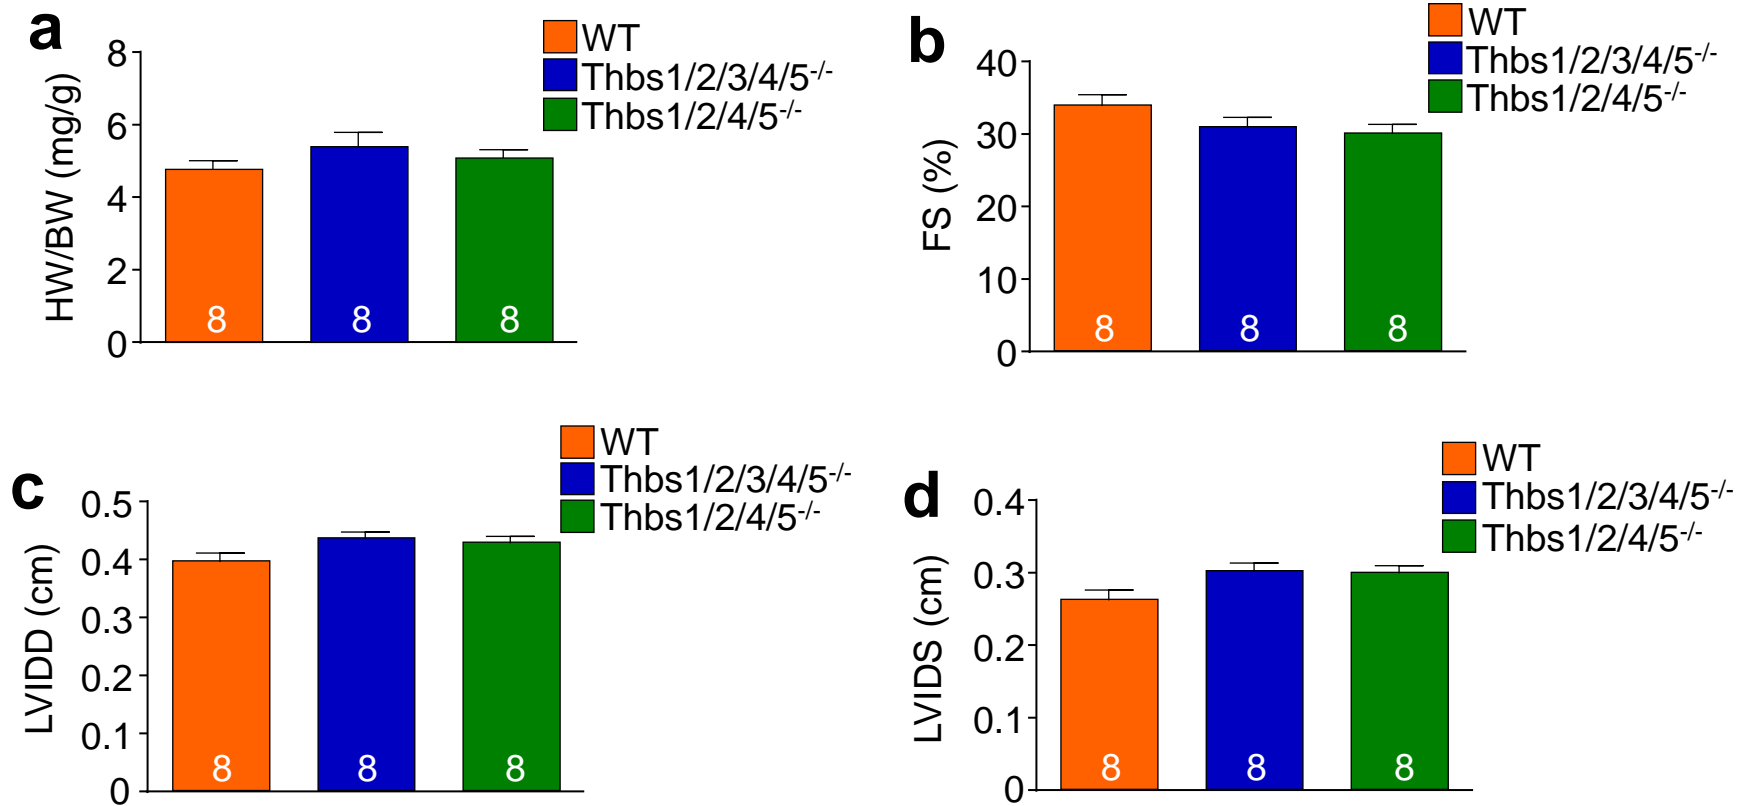 a
WT
Thbs1/2/3/4/5-/-
Thbs1/2/4/5-/-
HW/BW (mg/g)
8
6
4
2
0
8 8 8
b
WT
Thbs1/2/3/4/5-/-
Thbs1/2/4/5-/-
FS (%)
40
30
20
10
0
8 8 8
c
WT
Thbs1/2/3/4/5-/-
Thbs1/2/4/5-/-
LVIDD (cm)
0.5
0.4
0.3
0.2
0.1
0
8 8 8
d
WT
Thbs1/2/3/4/5-/-
Thbs1/2/4/5-/-
LVIDS (cm)
0.4
0.3
0.2
0.1
0
8 8 8